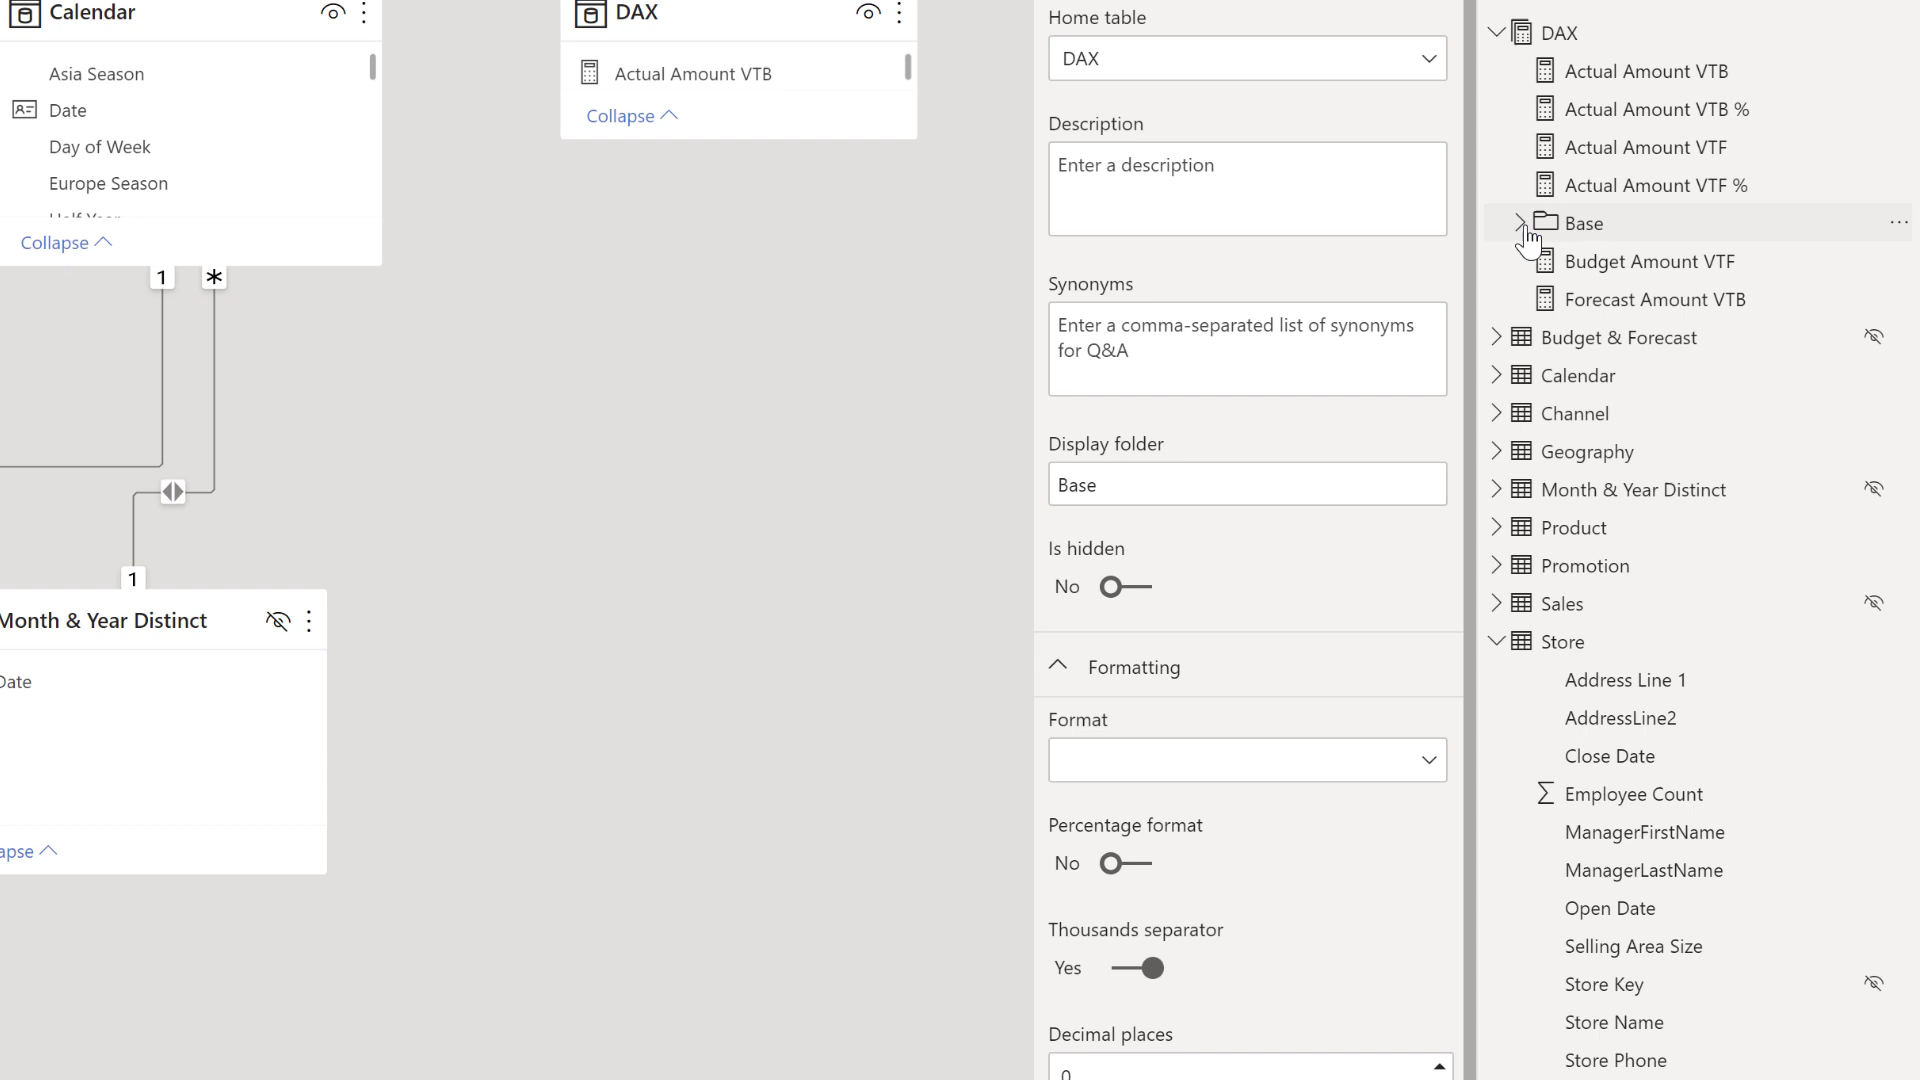 Calendar
Asia Season
Date
Day of Week
Europe Season
Half Year
Collapse
1
*
1
Month & Year Distinct
Date
apse
DAX
Actual Amount VTB
Collapse
Home table
DAX
Description
Enter a description
Synonyms
Enter a comma-separated list of synonyms
for Q&A
Display folder
Base
Is hidden
No
Formatting
Format
Percentage format
No
Thousands separator
Yes
Decimal places
0
DAX
Actual Amount VTB
Actual Amount VTB %
Actual Amount VTF
Actual Amount VTF %
Base
Budget Amount VTF
Forecast Amount VTB
Budget & Forecast
Calendar
Channel
Geography
Month & Year Distinct
Product
Promotion
Sales
Store
Address Line 1
AddressLine2
Close Date
Employee Count
ManagerFirstName
ManagerLastName
Open Date
Selling Area Size
Store Key
Store Name
Store Phone